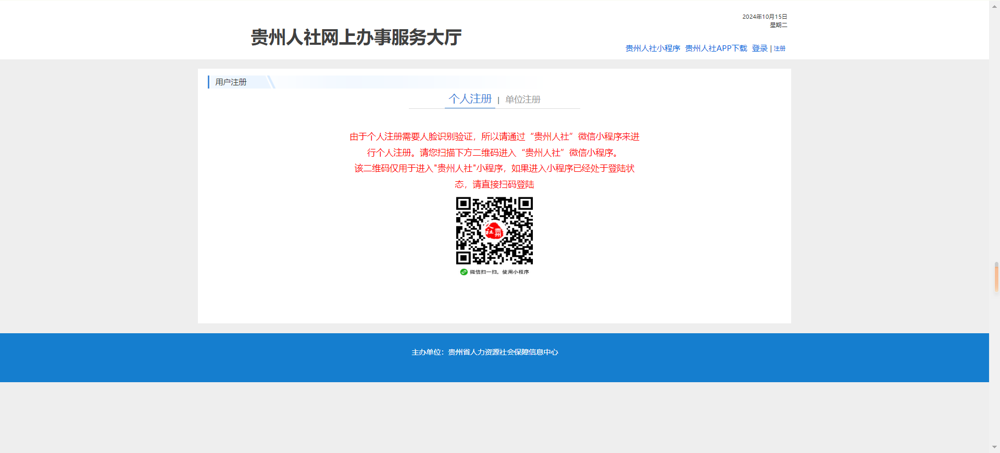 2024年10月15日
星期二
贵州人社网上办事服务大厅
贵州人社小程序 贵州人社APP下载 登录 | 注册
用户注册
个人注册 | 单位注册
由于个人注册需要人脸识别验证，所以请通过“贵州人社”微信小程序来进
行个人注册。请您扫描下方二维码进入“贵州人社”微信小程序。
该二维码仅用于进入"贵州人社"小程序，如果进入小程序已经处于登陆状
态，请直接扫码登陆
人社贵州
微信扫一扫，使用小程序
主办单位：贵州省人力资源社会保障信息中心